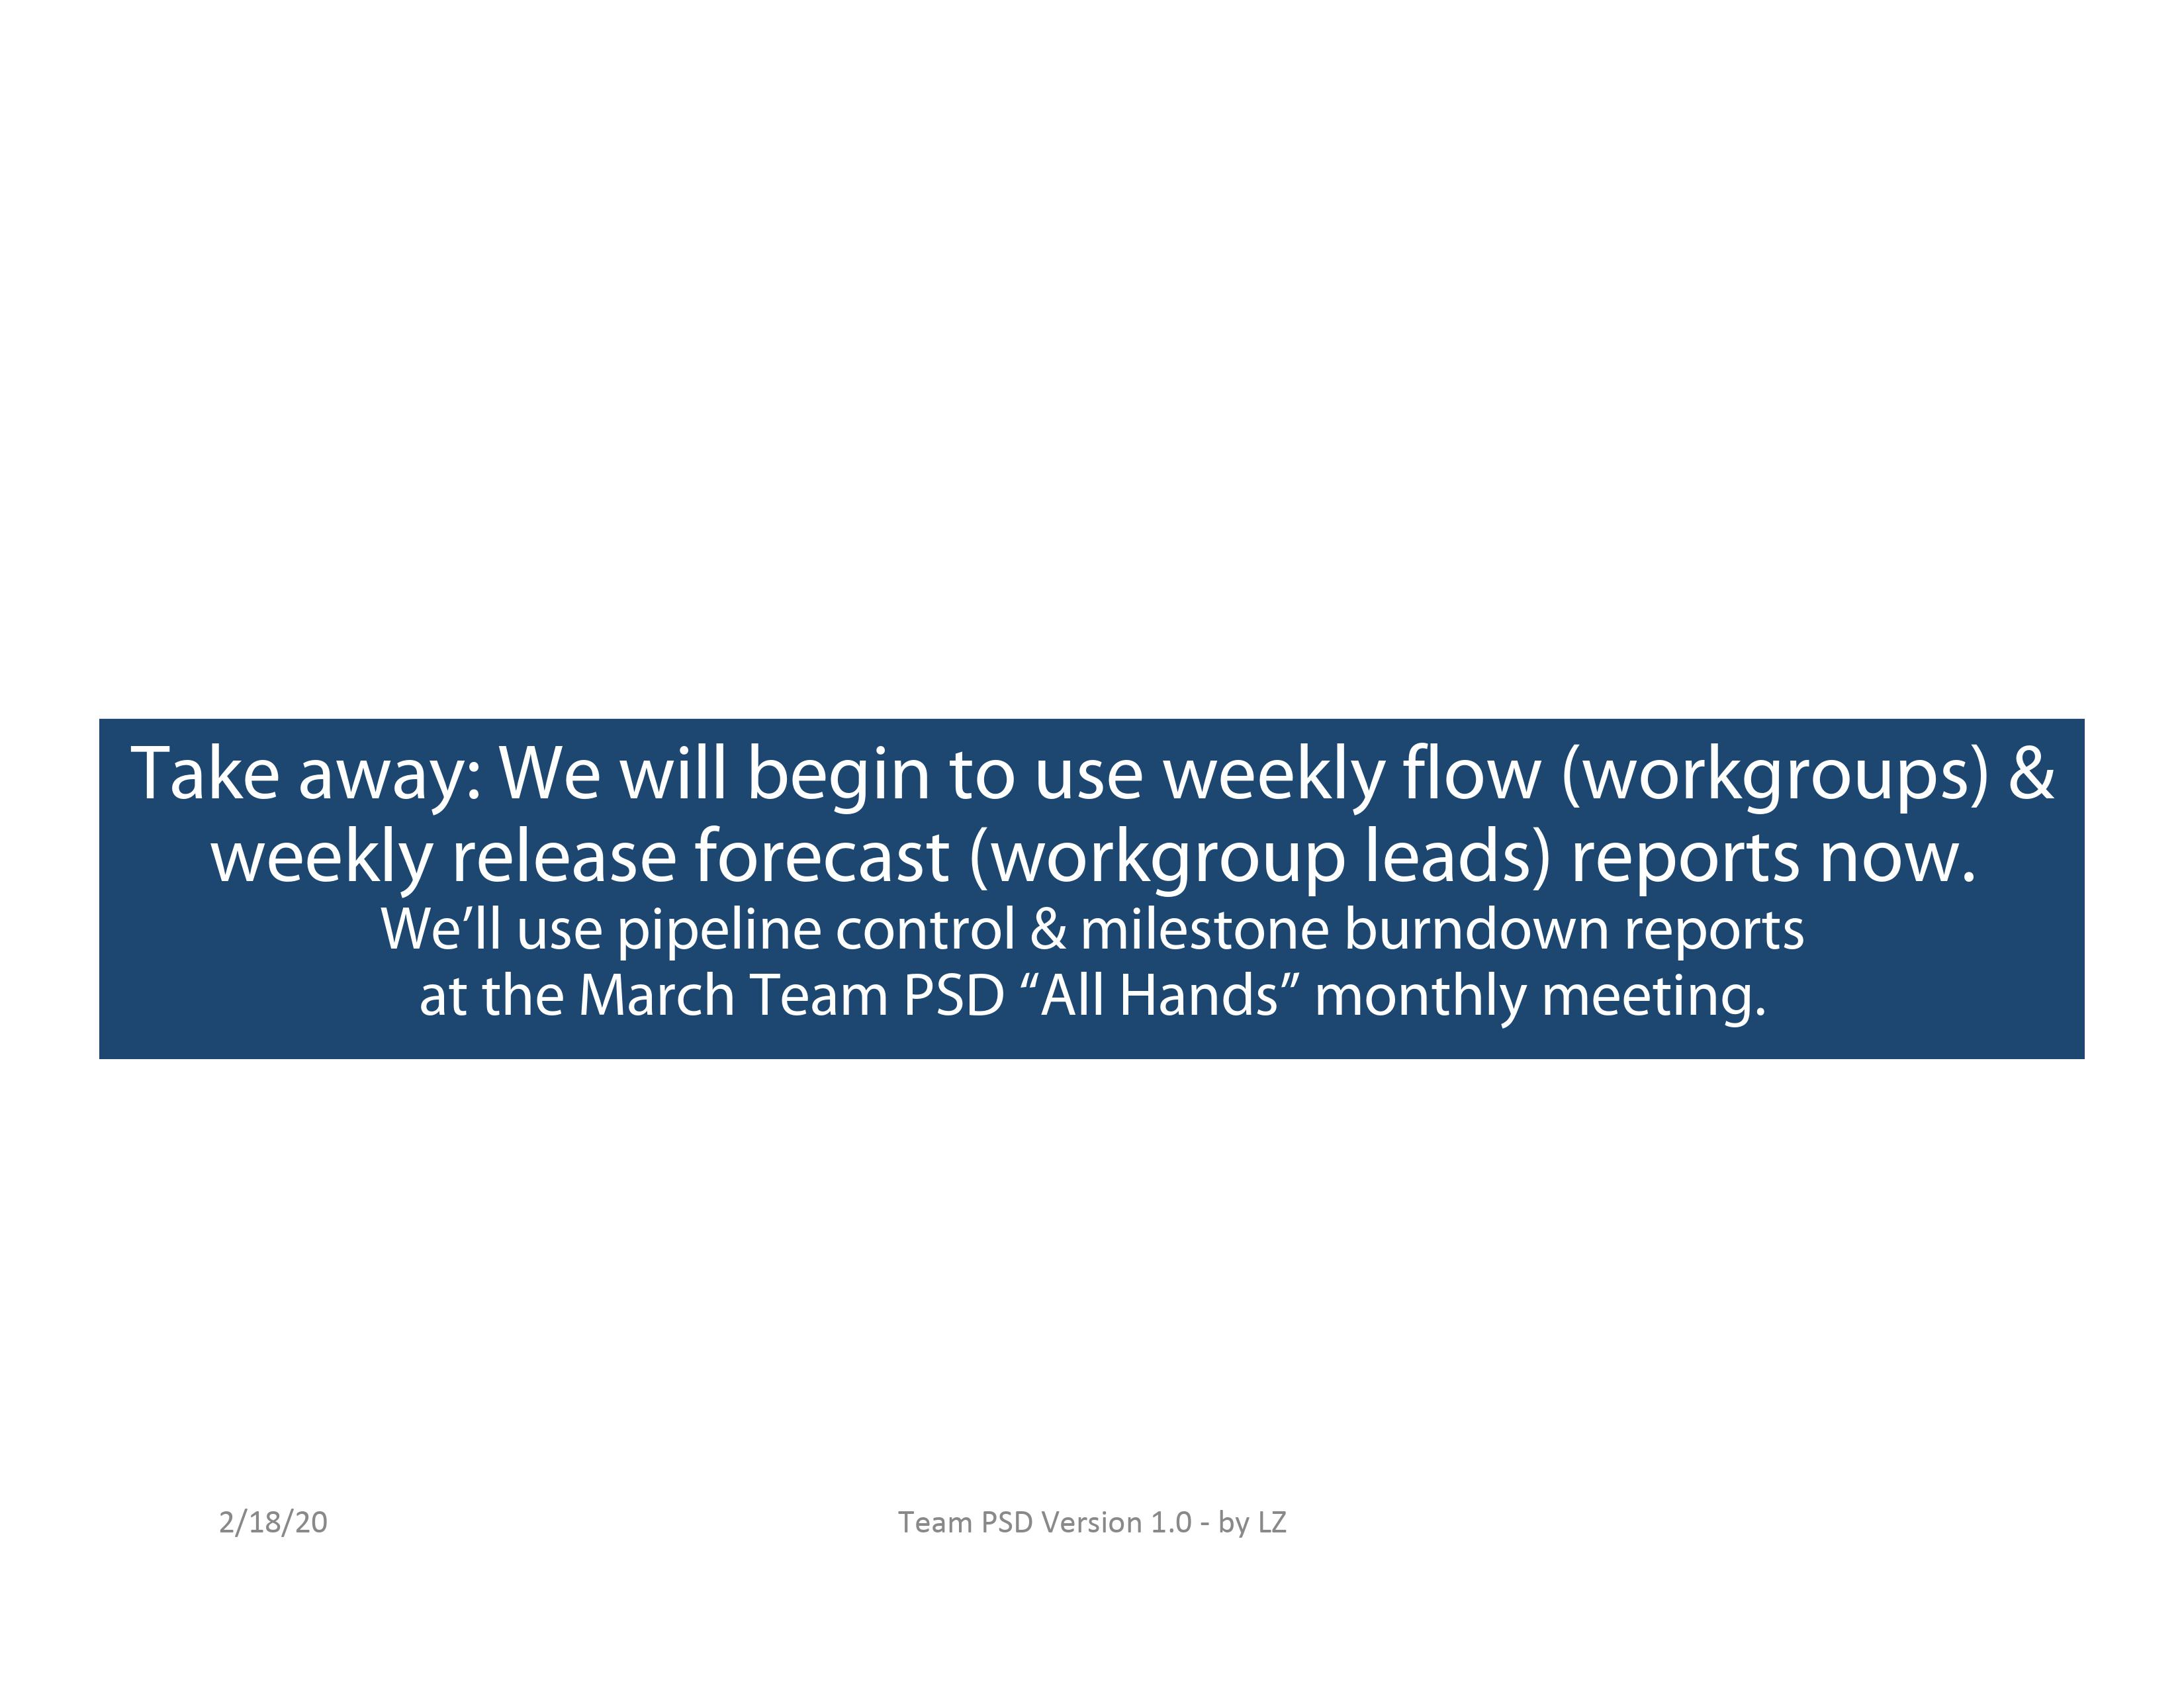 Take away: We will begin to use weekly flow (workgroups) &
weekly release forecast (workgroup leads) reports now.
We’ll use pipeline control & milestone burndown reports
at the March Team PSD “All Hands” monthly meeting.
2/18/20
Team PSD Version 1.0 - by LZ